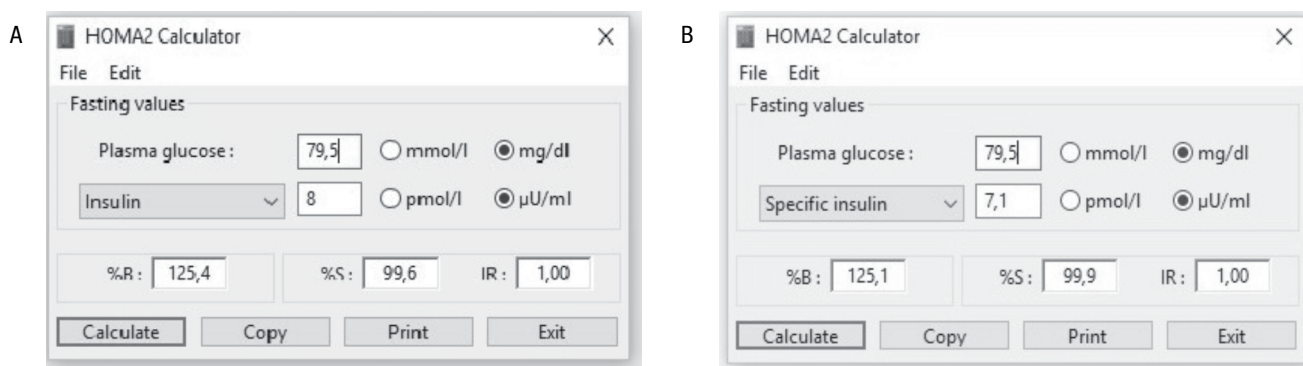 A
HOMA2 Calculator
File Edit
Fasting values
Plasma glucose : 79,5 mmol/l mg/dl
Insulin 8 pmol/l µU/ml
%B : 125,4 %S : 99,6 IR : 1,00
Calculate Copy Print Exit
B
HOMA2 Calculator
File Edit
Fasting values
Plasma glucose : 79,5 mmol/l mg/dl
Specific insulin 7,1 pmol/l µU/ml
%B : 125,1 %S : 99,9 IR : 1,00
Calculate Copy Print Exit